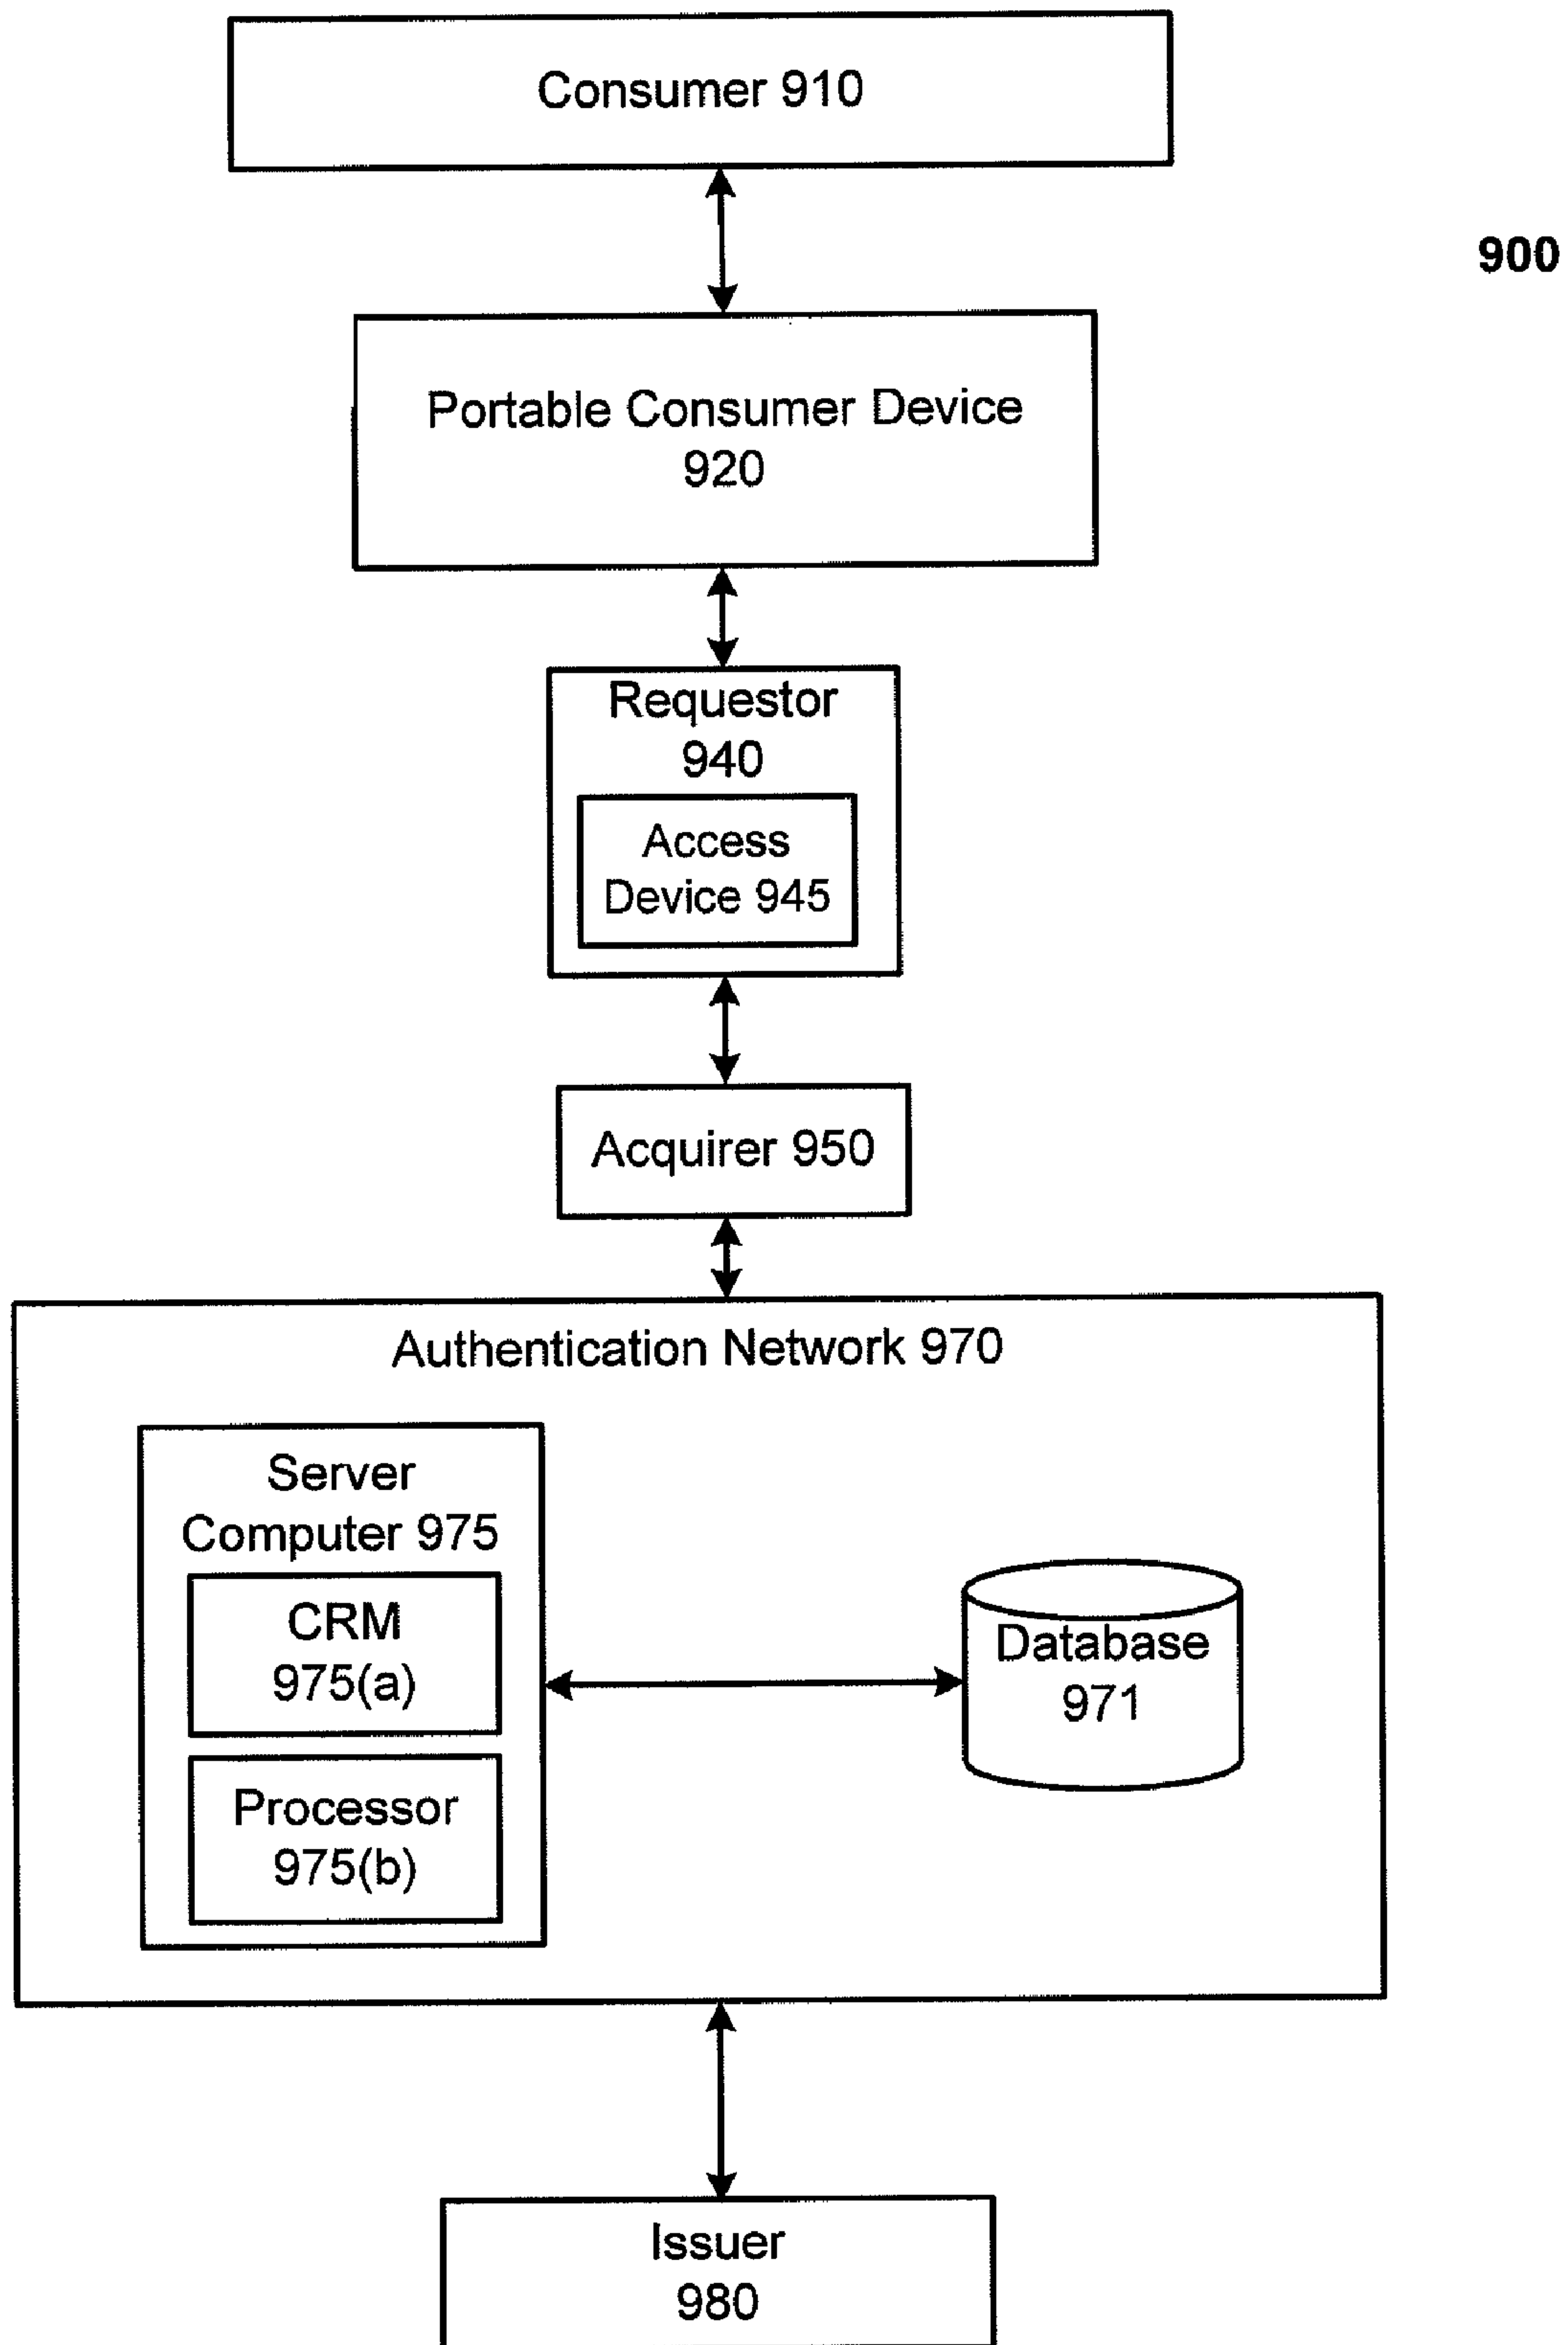 Consumer 910
900
Portable Consumer Device
920
Requestor
940
Access
Device 945
Acquirer 950
Authentication Network 970
Server
Computer 975
CRM
975(a)
Processor
975(b)
Database
971
Issuer
980